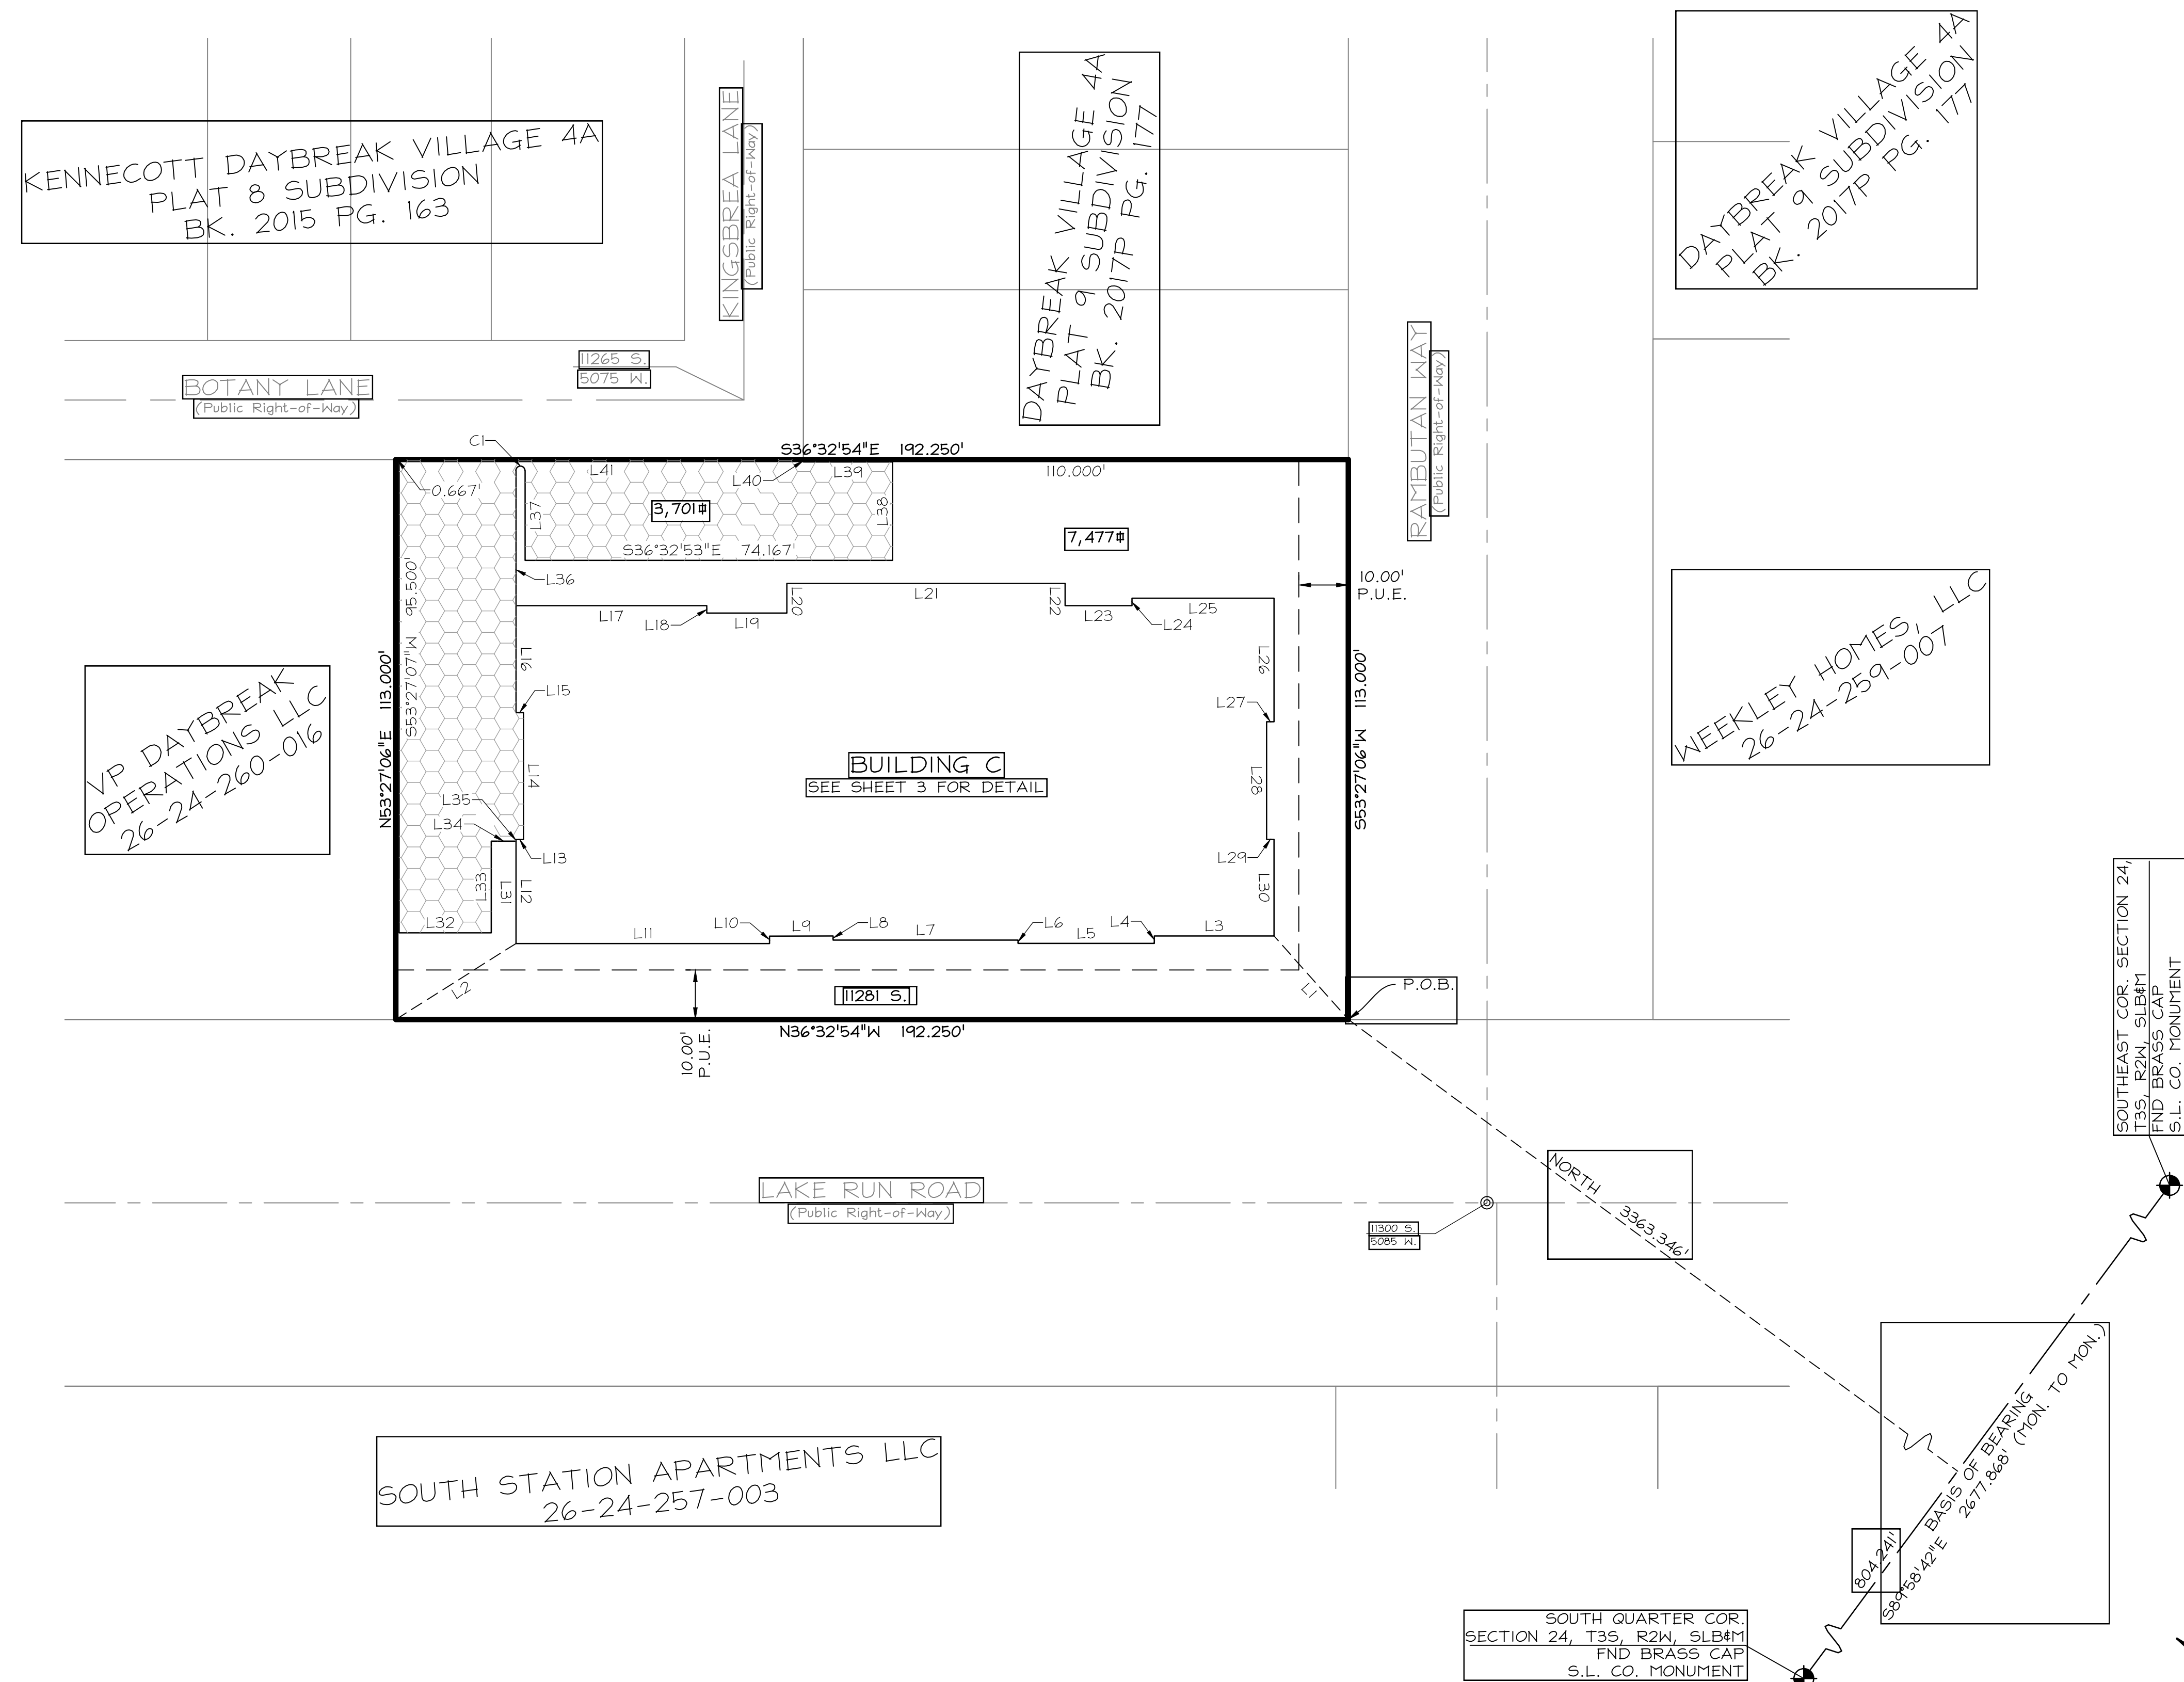 KENNECOTT DAYBREAK VILLAGE 4A
PLAT 8 SUBDIVISION
BK. 2015 PG. 163
KINGSBREA LANE
(Public Right-of-Way)
DAYBREAK VILLAGE 4A
PLAT 9 SUBDIVISION
BK. 2017P PG. 177
DAYBREAK VILLAGE 4A
PLAT 9 SUBDIVISION
BK. 2017P PG. 177
BOTANY LANE
(Public Right-of-Way)
11265 S.
5075 W.
RAMBUTAN WAY
(Public Right-of-Way)
C1
S36°32'54"E 192.250'
L41
L40
L39
110.000'
0.667'
L37
3,701⌗
L38
7,477⌗
S36°32'53"E 74.167'
L36
10.00'
P.U.E.
S53°27'07"W 95.500'
L17
L18
L19
L20
L21
L22
L23
L24
L25
L16
L26
L15
L27
N53°27'06"E 113.000'
S53°27'06"W 113.000'
VP DAYBREAK
OPERATIONS LLC
26-24-260-016
WEEKLEY HOMES, LLC
26-24-259-007
BUILDING C
SEE SHEET 3 FOR DETAIL
L14
L28
L35
L34
L13
L29
L33
L31
L12
L30
L32
L11
L10
L9
L8
L7
L6
L5
L4
L3
L2
L1
11281 S.
P.O.B.
N36°32'54"W 192.250'
10.00'
P.U.E.
SOUTHEAST COR. SECTION 24,
T3S, R2W, SLB&M
FND BRASS CAP
S.L. CO. MONUMENT
LAKE RUN ROAD
(Public Right-of-Way)
11300 S.
5085 W.
NORTH 3363.346'
BASIS OF BEARING
S89°58'42"E 2677.868' (MON. TO MON.)
804.241'
SOUTH STATION APARTMENTS LLC
26-24-257-003
SOUTH QUARTER COR.
SECTION 24, T3S, R2W, SLB&M
FND BRASS CAP
S.L. CO. MONUMENT